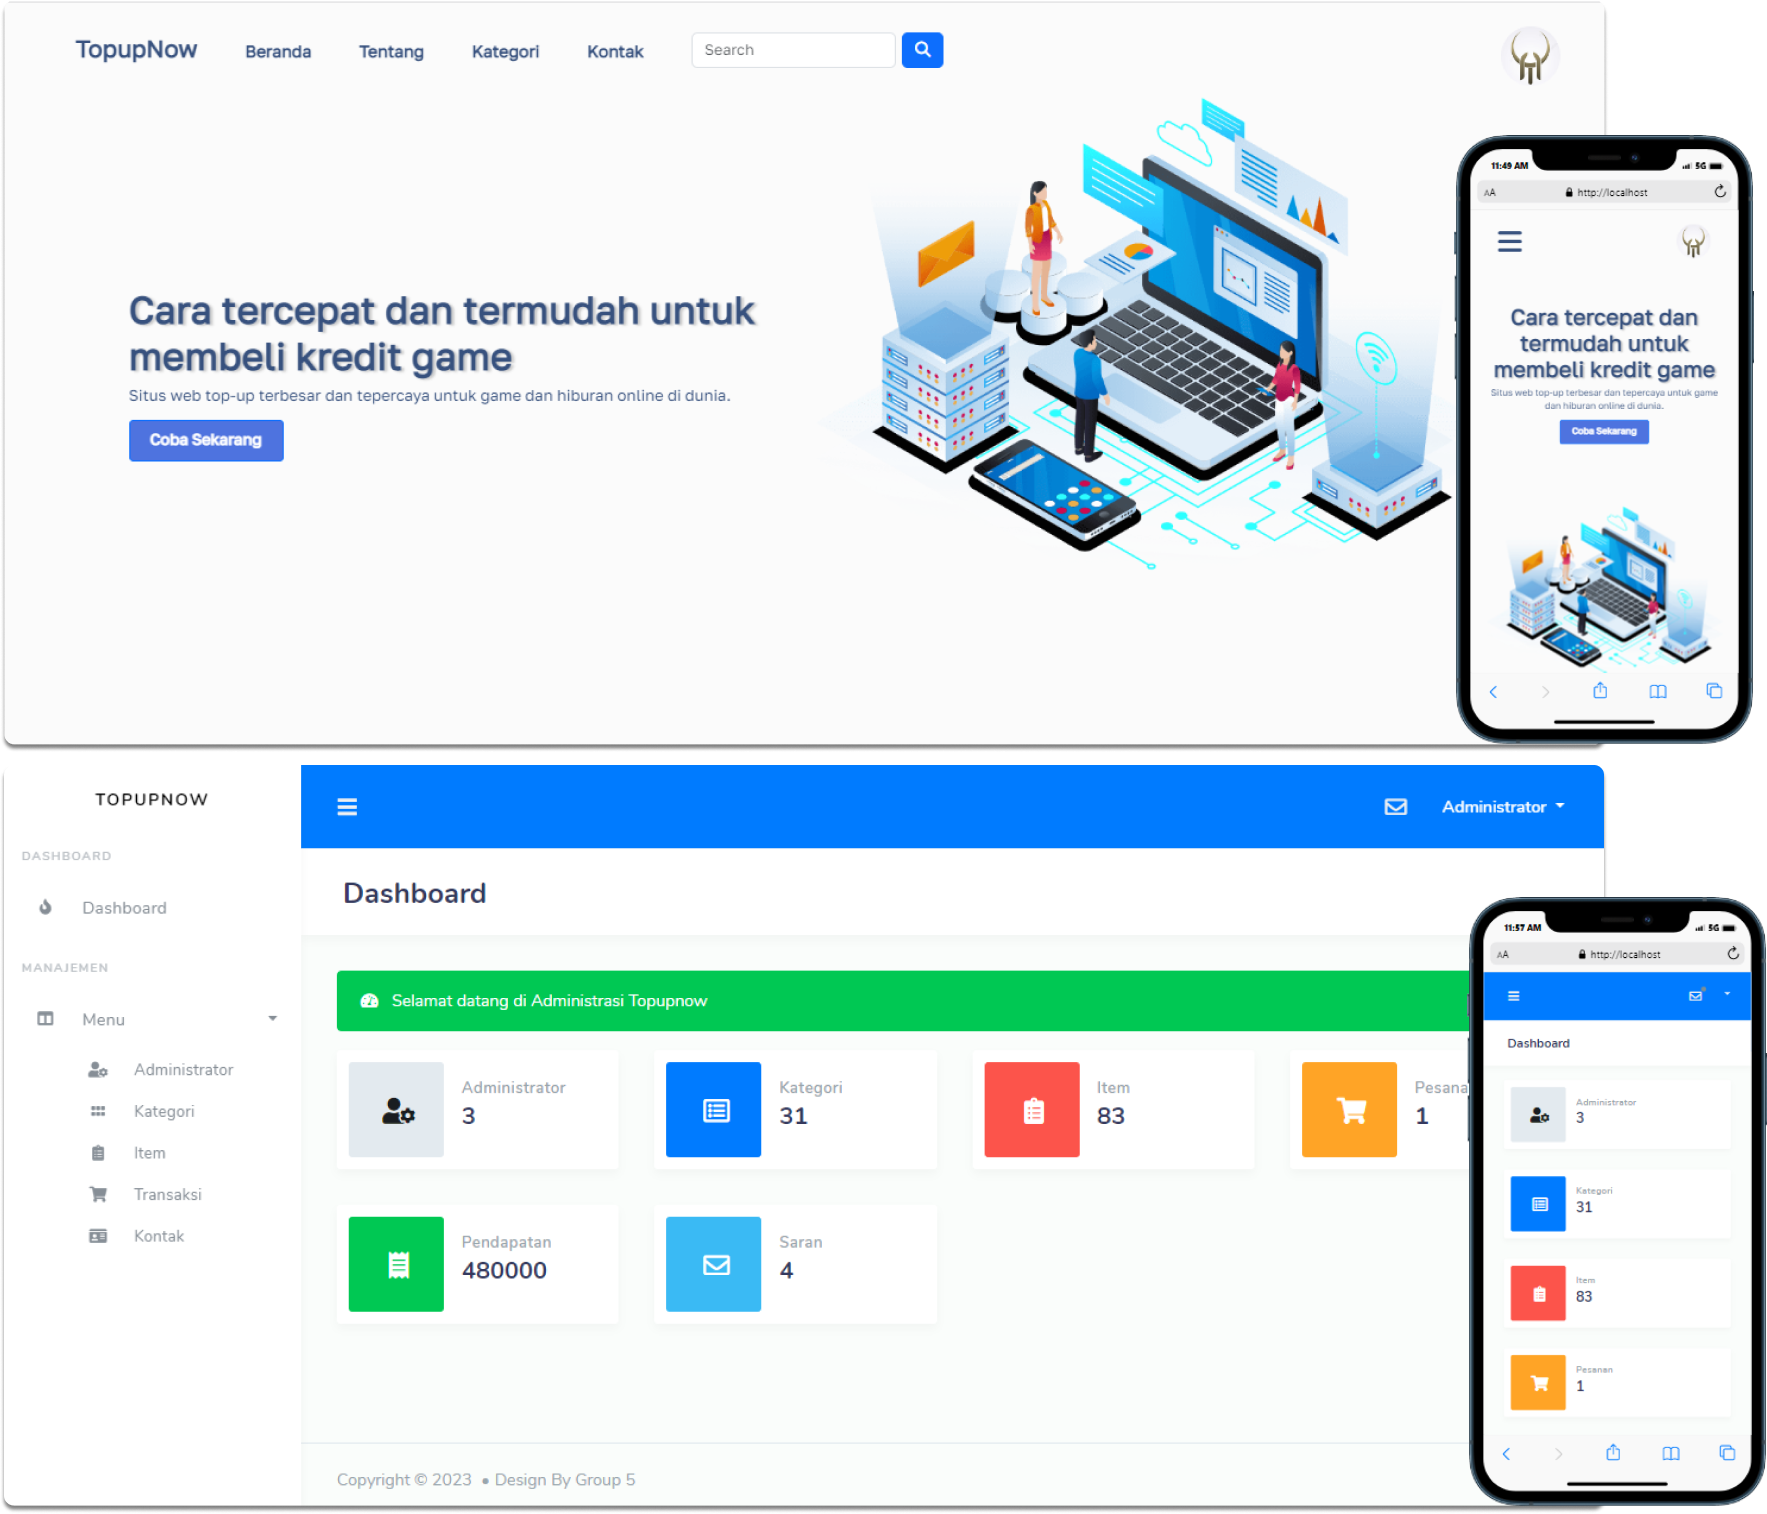 TopupNow Beranda Tentang Kategori Kontak Search
Cara tercepat dan termudah untuk
membeli kredit game
Situs web top-up terbesar dan tepercaya untuk game dan hiburan online di dunia.
Coba Sekarang
11:49 AM 5G
AA http://localhost
Cara tercepat dan
termudah untuk
membeli kredit game
Situs web top-up terbesar dan tepercaya untuk game
dan hiburan online di dunia.
Coba Sekarang
TOPUPNOW
DASHBOARD
Dashboard
MANAJEMEN
Menu
Administrator
Kategori
Item
Transaksi
Kontak
Administrator
Dashboard
Selamat datang di Administrasi Topupnow
Administrator
3
Kategori
31
Item
83
Pesana
1
Pendapatan
480000
Saran
4
Copyright © 2023 • Design By Group 5
11:57 AM 5G
AA http://localhost
Dashboard
Administrator
3
Kategori
31
Item
83
Pesanan
1